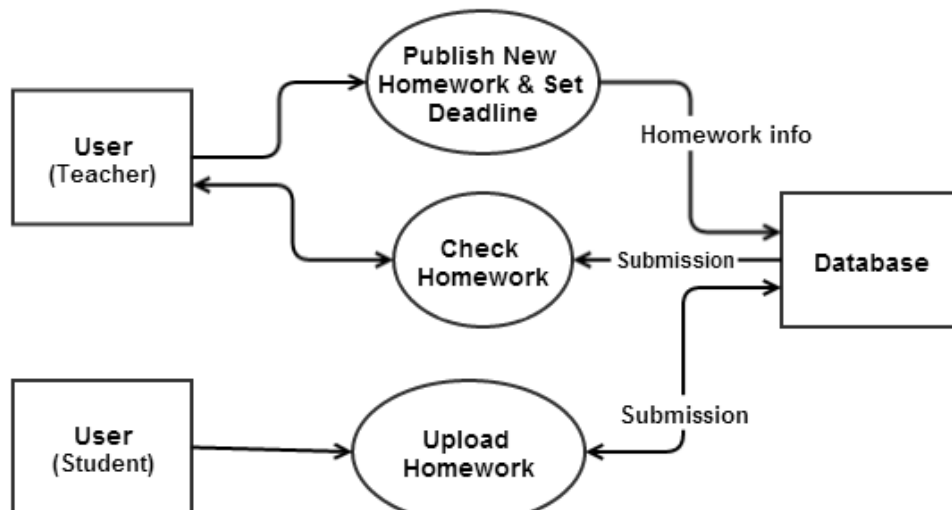 Publish New
Homework & Set
Deadline
User
(Teacher)
Homework info
Check
Homework
Submission
Database
User
(Student)
Upload
Homework
Submission